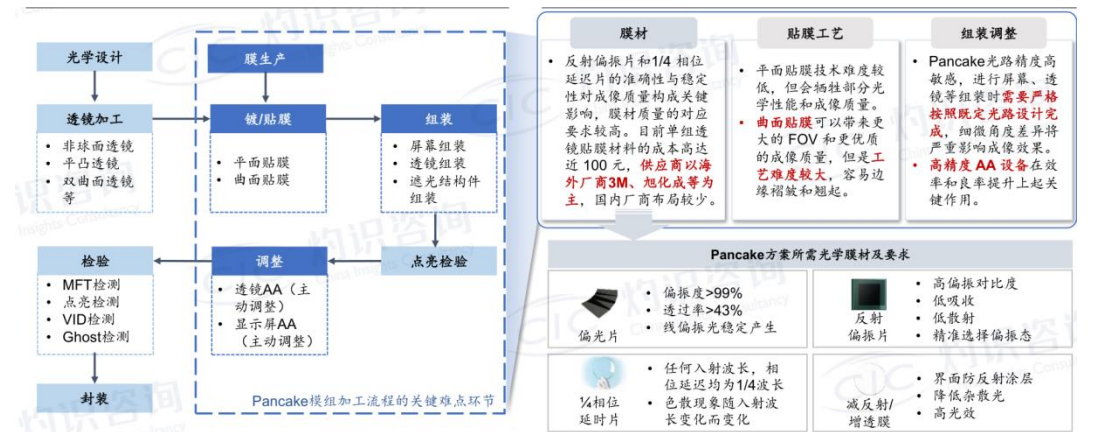 光学设计
透镜加工
• 非球面透镜
• 平凸透镜
• 双曲面透镜
等
膜生产
镀/贴膜
• 平面贴膜
• 曲面贴膜
组装
• 屏幕组装
• 透镜组装
• 遮光结构件
组装
点亮检验
调整
• 透镜AA（主
动调整）
• 显示屏AA
（主动调整）
检验
• MFT检测
• 点亮检测
• VID检测
• Ghost检测
封装
Pancake模组加工流程的关键难点环节
膜材
• 反射偏振片和1/4 相位
延迟片的准确性与稳定
性对成像质量构成关键
影响，膜材质量的对应
要求较高。目前单组透
镜贴膜材料的成本高达
近 100 元，供应商以海
外厂商3M、旭化成等为
主，国内厂商布局较少。
贴膜工艺
• 平面贴膜技术难度较
低，但会牺牲部分光
学性能和成像质量。
• 曲面贴膜可以带来更
大的 FOV 和更优质
的成像质量，但是工
艺难度较大，容易边
缘褶皱和翘起。
组装调整
• Pancake光路精度高
敏感，进行屏幕、透
镜等组装时需要严格
按照既定光路设计完
成，细微角度差异将
严重影响成像效果。
• 高精度 AA 设备在效
率和良率提升上起关
键作用。
Pancake方案所需光学膜材及要求
偏光片
• 偏振度>99%
• 透过率>43%
• 线偏振光稳定产生
反射
偏振片
• 高偏振对比度
• 低吸收
• 低散射
• 精准选择偏振态
¼相位
延时片
• 任何入射波长，相
位延迟均为1/4波长
• 色散现象随入射波
长变化而变化
减反射/
增透膜
• 界面防反射涂层
• 降低杂散光
• 高光效
灼识咨询
CIC
Insights Consultancy